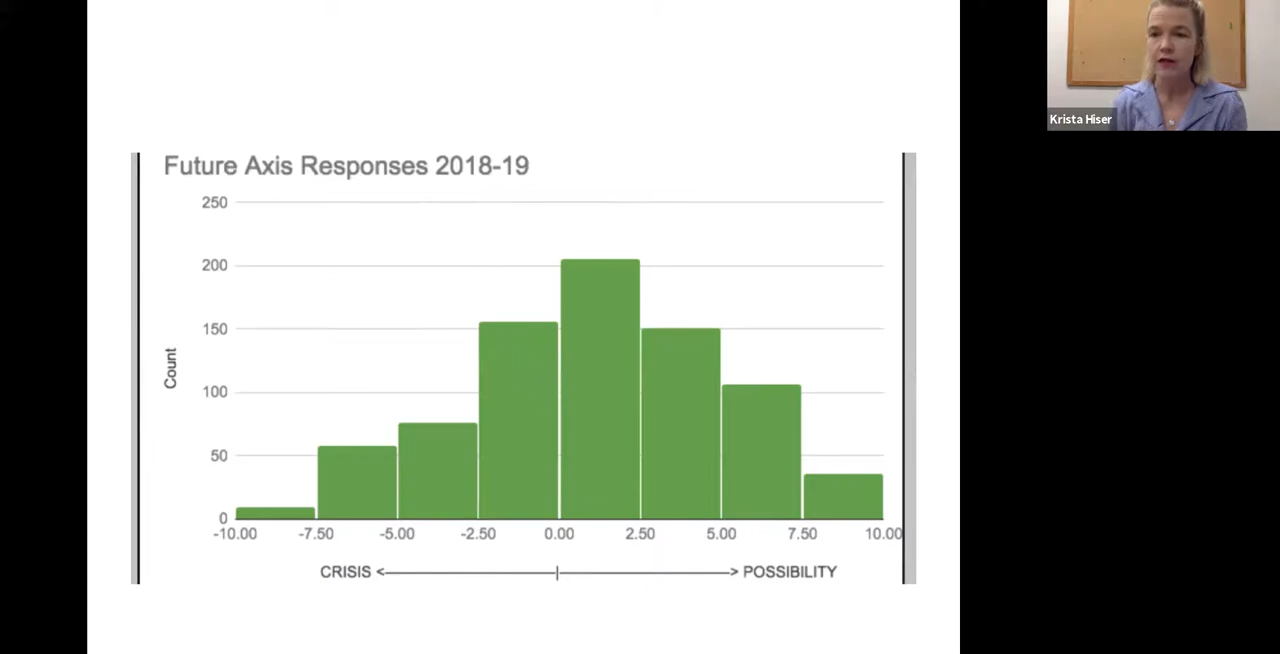 Krista Hiser
Future Axis Responses 2018-19
250
200
150
100
50
0
Count
-10.00 -7.50 -5.00 -2.50 0.00 2.50 5.00 7.50 10.00
CRISIS <————————|————————> POSSIBILITY